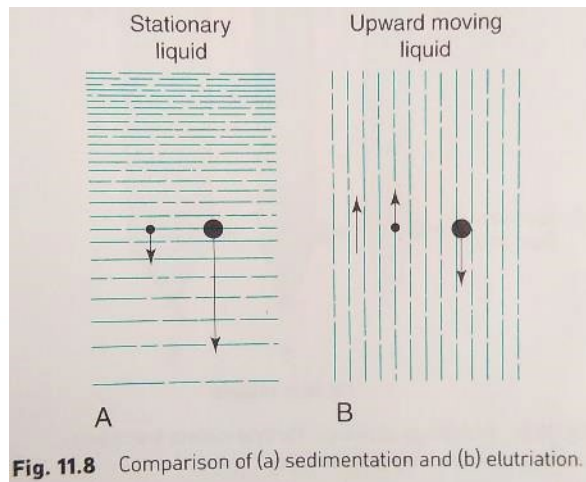 Stationary
liquid
Upward moving
liquid
A
B
Fig. 11.8 Comparison of (a) sedimentation and (b) elutriation.